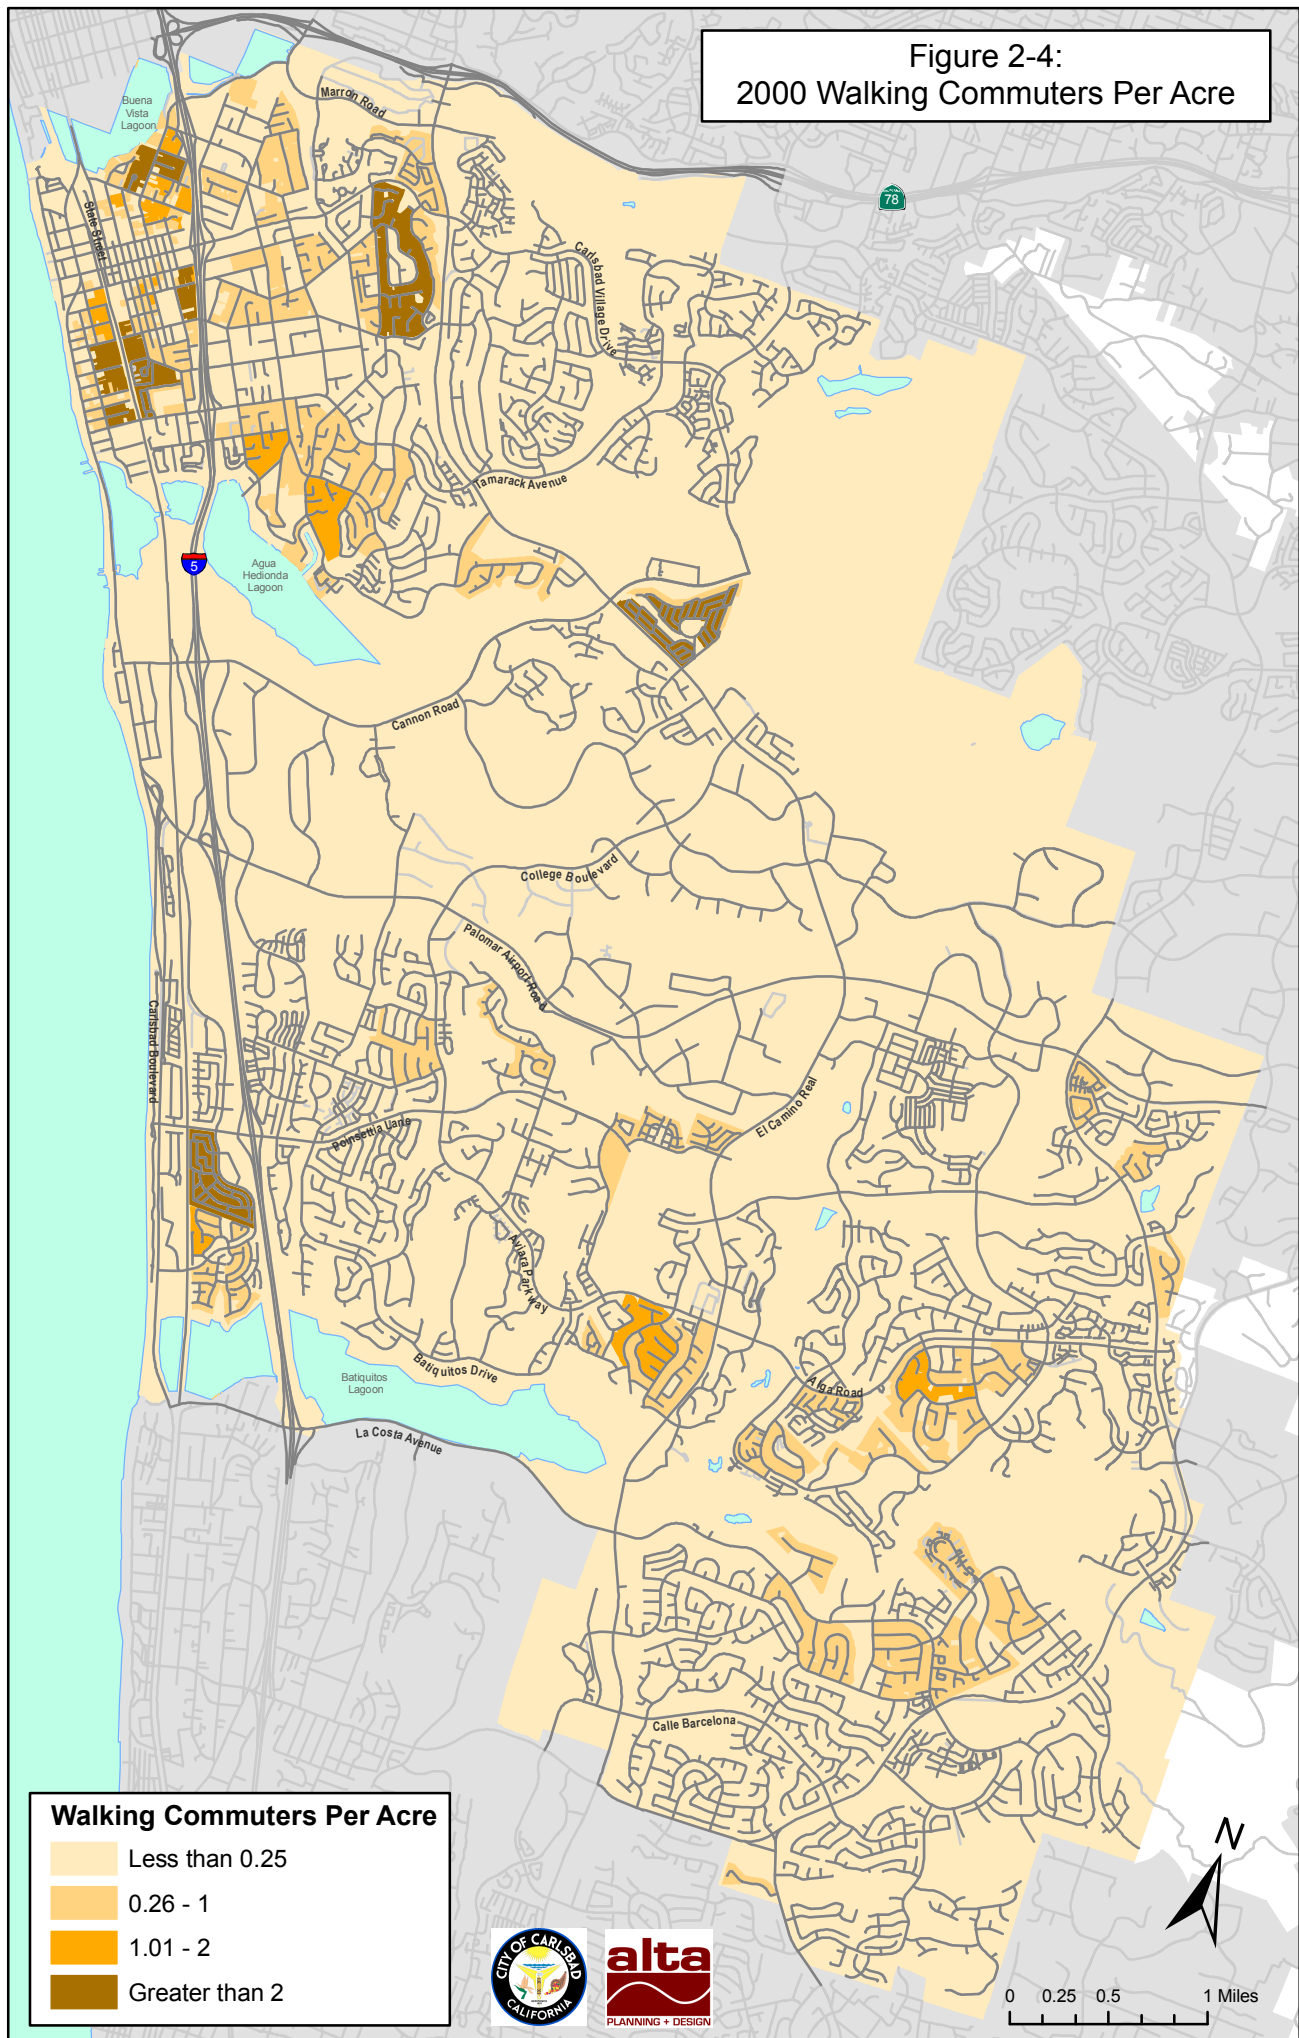 Figure 2-4:
2000 Walking Commuters Per Acre
Buena
Vista
Lagoon
Marron Road
78
State Street
Carlsbad Village Drive
Tamarack Avenue
5
Agua
Hedionda
Lagoon
Cannon Road
College Boulevard
Palomar Airport Road
Carlsbad Boulevard
El Camino Real
Poinsettia Lane
Aviara Parkway
Batiquitos Drive
Batiquitos
Lagoon
Alga Road
La Costa Avenue
Calle Barcelona
Walking Commuters Per Acre
Less than 0.25
0.26 - 1
1.01 - 2
Greater than 2
CITY OF CARLSBAD
CALIFORNIA
alta
PLANNING + DESIGN
N
0 0.25 0.5 1 Miles